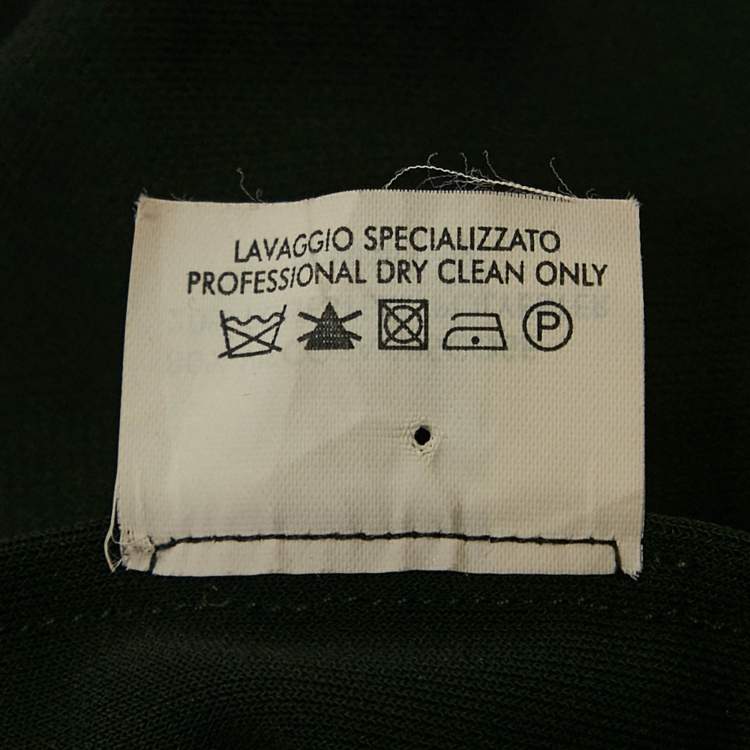 LAVAGGIO SPECIALIZZATO
PROFESSIONAL DRY CLEAN ONLY
P